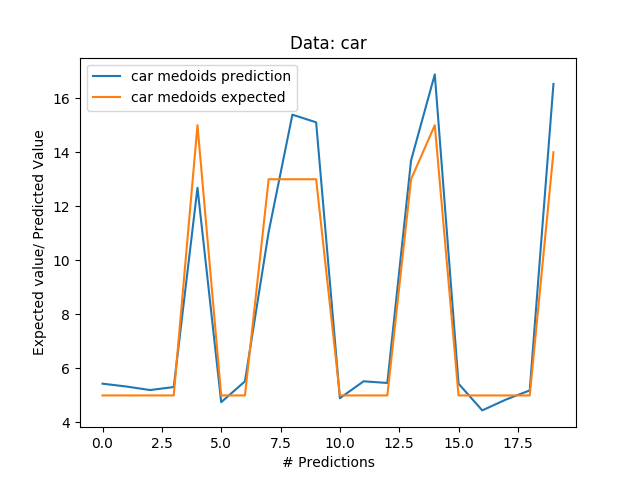 Data: car
car medoids prediction
car medoids expected
Expected value/ Predicted Value
16
14
12
10
8
6
4
0.0 2.5 5.0 7.5 10.0 12.5 15.0 17.5
# Predictions